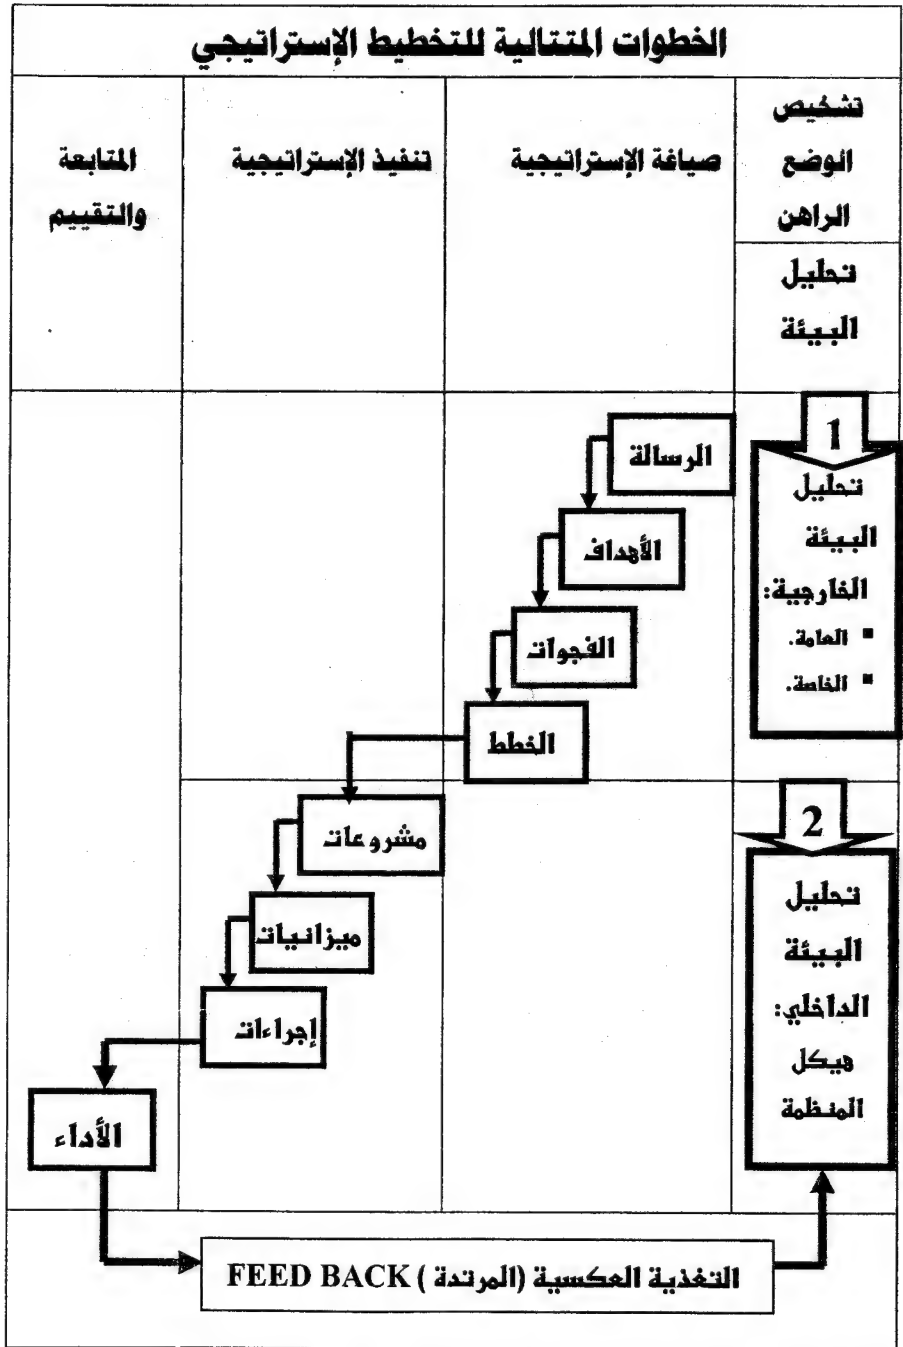 الخطوات المتتالية للتخطيط الإستراتيجي
تشخيص
الوضع
الراهن
صياغة الإستراتيجية
تنفيذ الإستراتيجية
المتابعة
والتقييم
تحليل
البيئة
1
تحليل
البيئة
الخارجية:
▪ العامة.
▪ الخاصة.
الرسالة
الأهداف
الفجوات
الخطط
مشروعات
ميزانيات
إجراءات
الأداء
2
تحليل
البيئة
الداخلي:
هيكل
المنظمة
التغذية العكسية (المرتدة ) FEED BACK